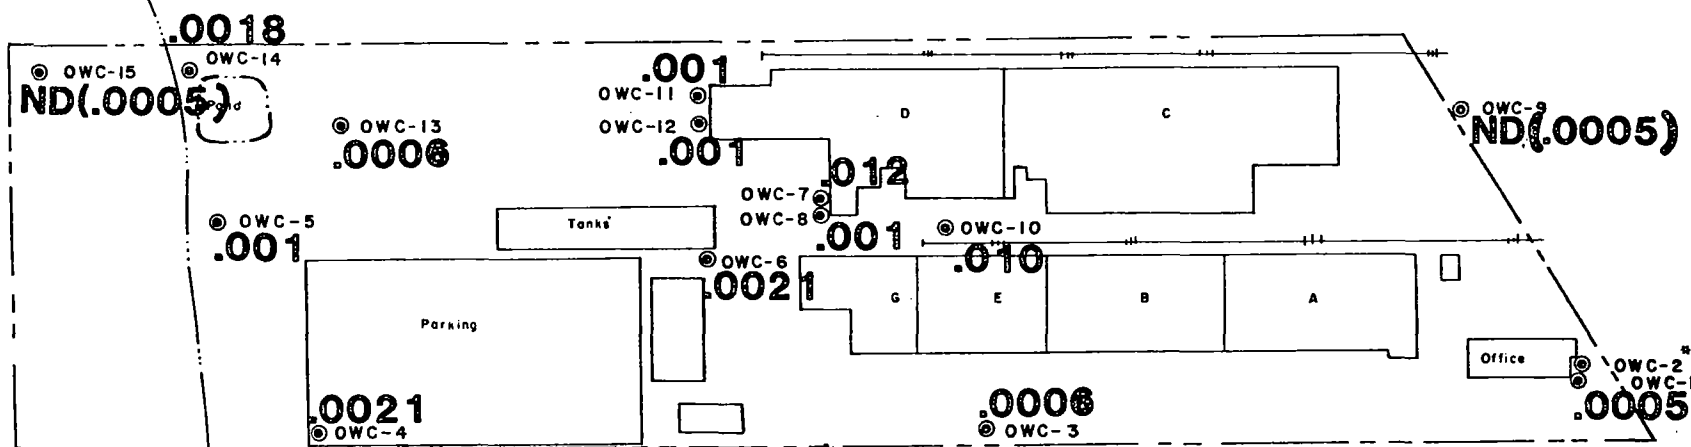 .0018
OWC-15
OWC-14
ND(.0005)
Pond
OWC-13
.0006
OWC-5
.001
.001
OWC-11
OWC-12
.001
D
C
.012
OWC-7
OWC-8
.001
OWC-9
ND(.0005)
Tanks
OWC-10
.010
OWC-6
.0021
Parking
G
E
B
A
Office
OWC-2*
OWC-1
.0005
.0021
OWC-4
.0006
OWC-3